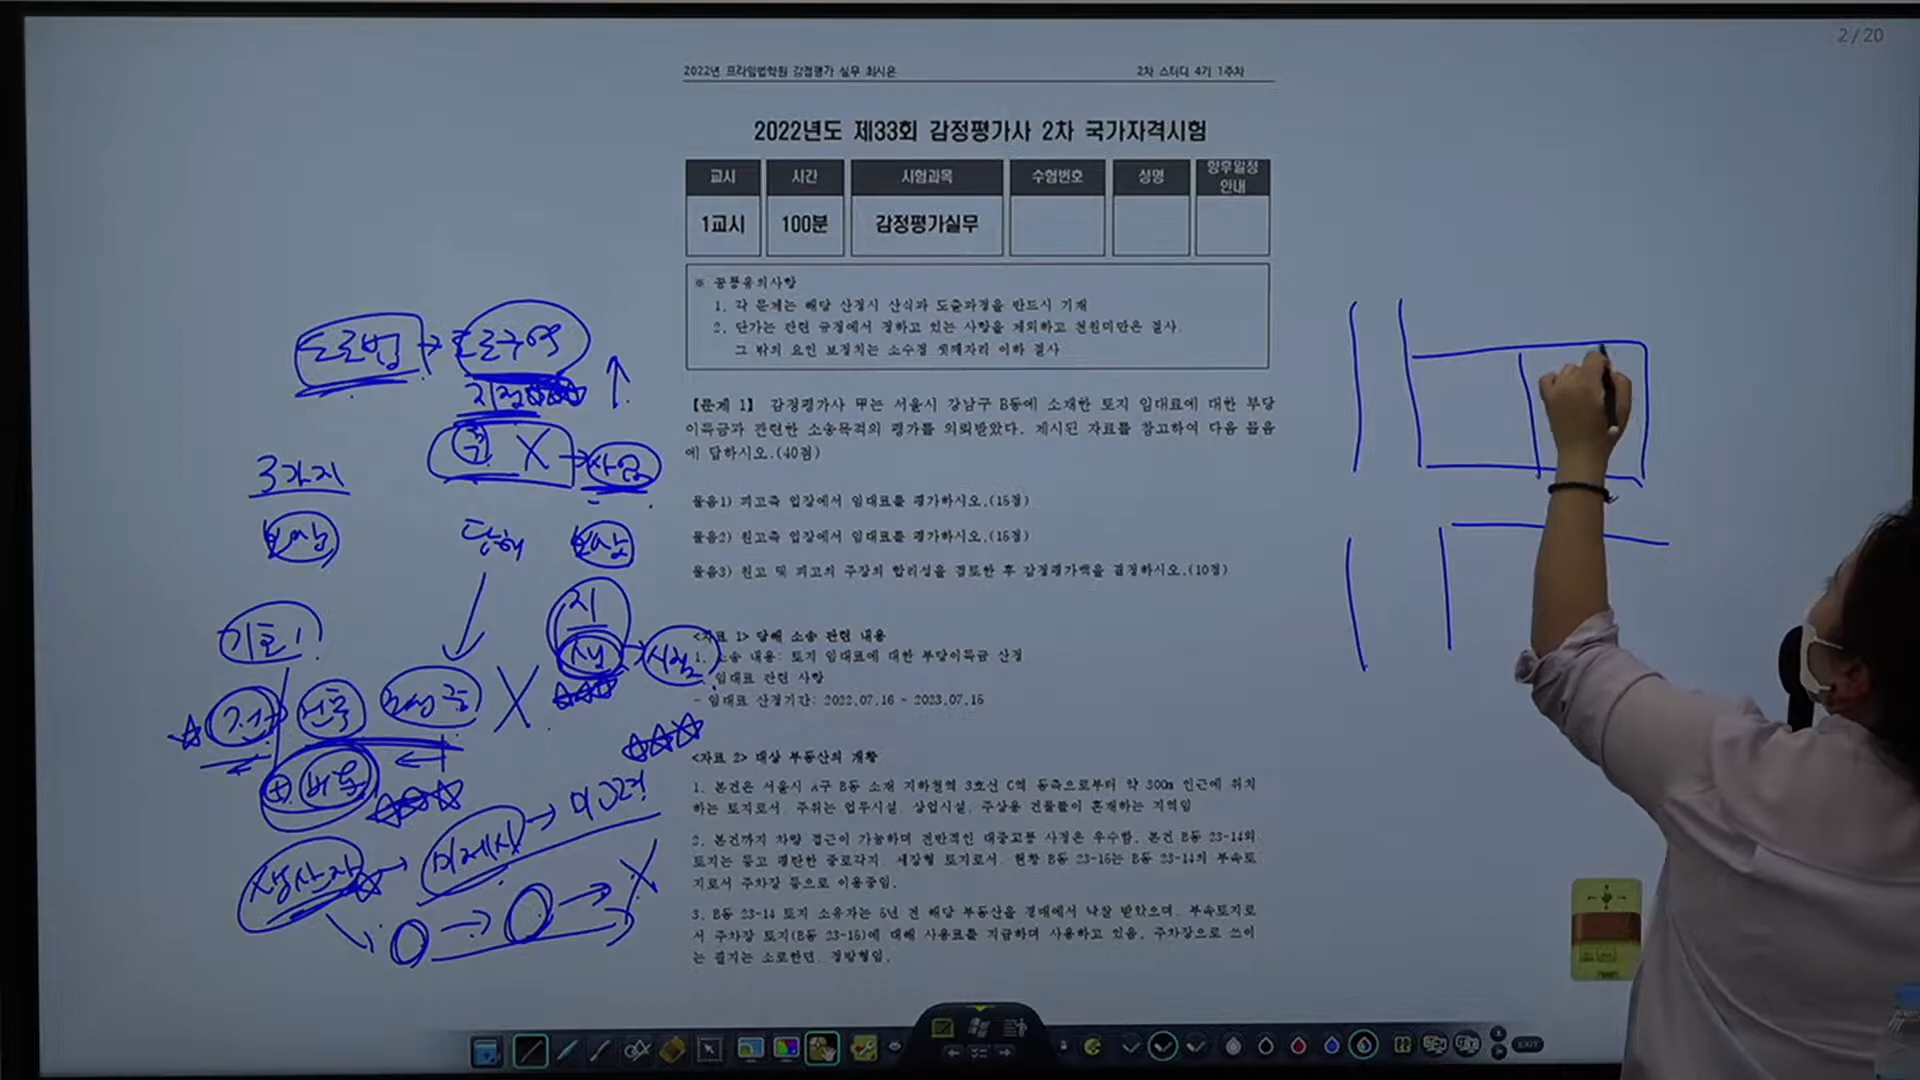 2 / 20
2022년 프라임법학원 감정평가 실무 최시은
2차 스터디 4기 1주차
2022년도 제33회 감정평가사 2차 국가자격시험
교시 시간 시험과목 수험번호 성명 향후일정 안내
1교시 100분 감정평가실무
※ 공통유의사항
1. 각 문제는 해당 산정시 산식과 도출과정을 반드시 기재
2. 단가는 관련 규정에서 정하고 있는 사항을 제외하고 천원미만은 절사.
그 밖의 요인 보정치는 소수점 셋째자리 이하 절사
【문제 1】 감정평가사 甲는 서울시 강남구 B동에 소재한 토지 임대료에 대한 부당
이득금과 관련한 소송목적의 평가를 의뢰받았다. 제시된 자료를 참고하여 다음 물음
에 답하시오.(40점)
물음1) 피고측 입장에서 임대료를 평가하시오.(15점)
물음2) 원고측 입장에서 임대료를 평가하시오.(15점)
물음3) 원고 및 피고의 주장의 합리성을 검토한 후 감정평가액을 결정하시오.(10점)
<자료 1> 당해 소송 관련 내용
1. 소송 내용: 토지 임대료에 대한 부당이득금 산정
임대료 관련 사항
- 임대료 산정기간: 2022.07.16 ~ 2023.07.15
<자료 2> 대상 부동산의 개황
1. 본건은 서울시 A구 B동 소재 지하철역 3호선 C역 동측으로부터 약 300m 인근에 위치
하는 토지로서, 주위는 업무시설, 상업시설, 주상용 건물들이 혼재하는 지역임
2. 본건까지 차량 접근이 가능하며 전반적인 대중교통 사정은 우수함. 본건 B동 23-14외
토지는 등고 평탄한 중로각지, 세장형 토지로서, 현황 B동 23-15는 B동 23-14의 부속토
지로서 주차장 등으로 이용중임.
3. B동 23-14 토지 소유자는 5년 전 해당 부동산을 경매에서 낙찰 받았으며, 부속토지로
서 주차장 토지(B동 23-15)에 대해 사용료를 지급하며 사용하고 있음. 주차장으로 쓰이
는 필지는 소로한면, 정방형임.
도로법 → 도로구역
지정
X → 사업
3가지
보상
당해
보상
기호 1
지
X
미제시 → 미고려
X
EXIT